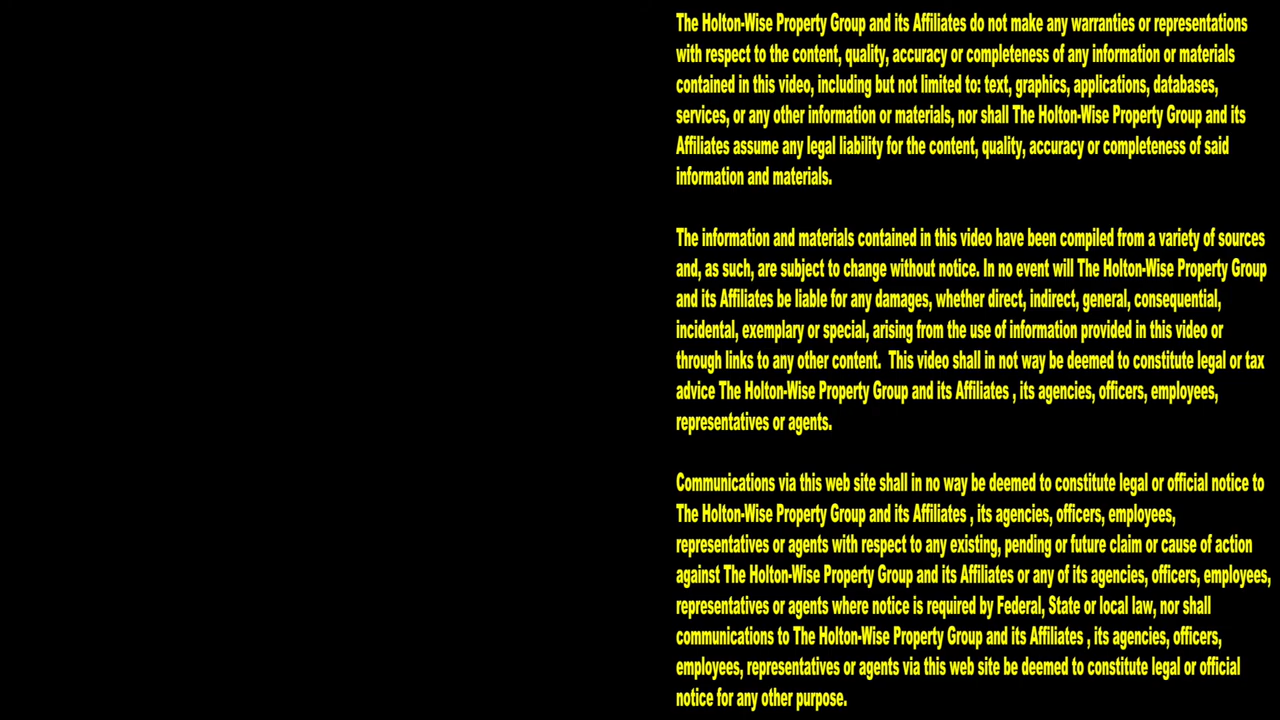 The Holton-Wise Property Group and its Affiliates do not make any warranties or representations
with respect to the content, quality, accuracy or completeness of any information or materials
contained in this video, including but not limited to: text, graphics, applications, databases,
services, or any other information or materials, nor shall The Holton-Wise Property Group and its
Affiliates assume any legal liability for the content, quality, accuracy or completeness of said
information and materials.
The information and materials contained in this video have been compiled from a variety of sources
and, as such, are subject to change without notice. In no event will The Holton-Wise Property Group
and its Affiliates be liable for any damages, whether direct, indirect, general, consequential,
incidental, exemplary or special, arising from the use of information provided in this video or
through links to any other content.  This video shall in not way be deemed to constitute legal or tax
advice The Holton-Wise Property Group and its Affiliates , its agencies, officers, employees,
representatives or agents.
Communications via this web site shall in no way be deemed to constitute legal or official notice to
The Holton-Wise Property Group and its Affiliates , its agencies, officers, employees,
representatives or agents with respect to any existing, pending or future claim or cause of action
against The Holton-Wise Property Group and its Affiliates or any of its agencies, officers, employees,
representatives or agents where notice is required by Federal, State or local law, nor shall
communications to The Holton-Wise Property Group and its Affiliates , its agencies, officers,
employees, representatives or agents via this web site be deemed to constitute legal or official
notice for any other purpose.